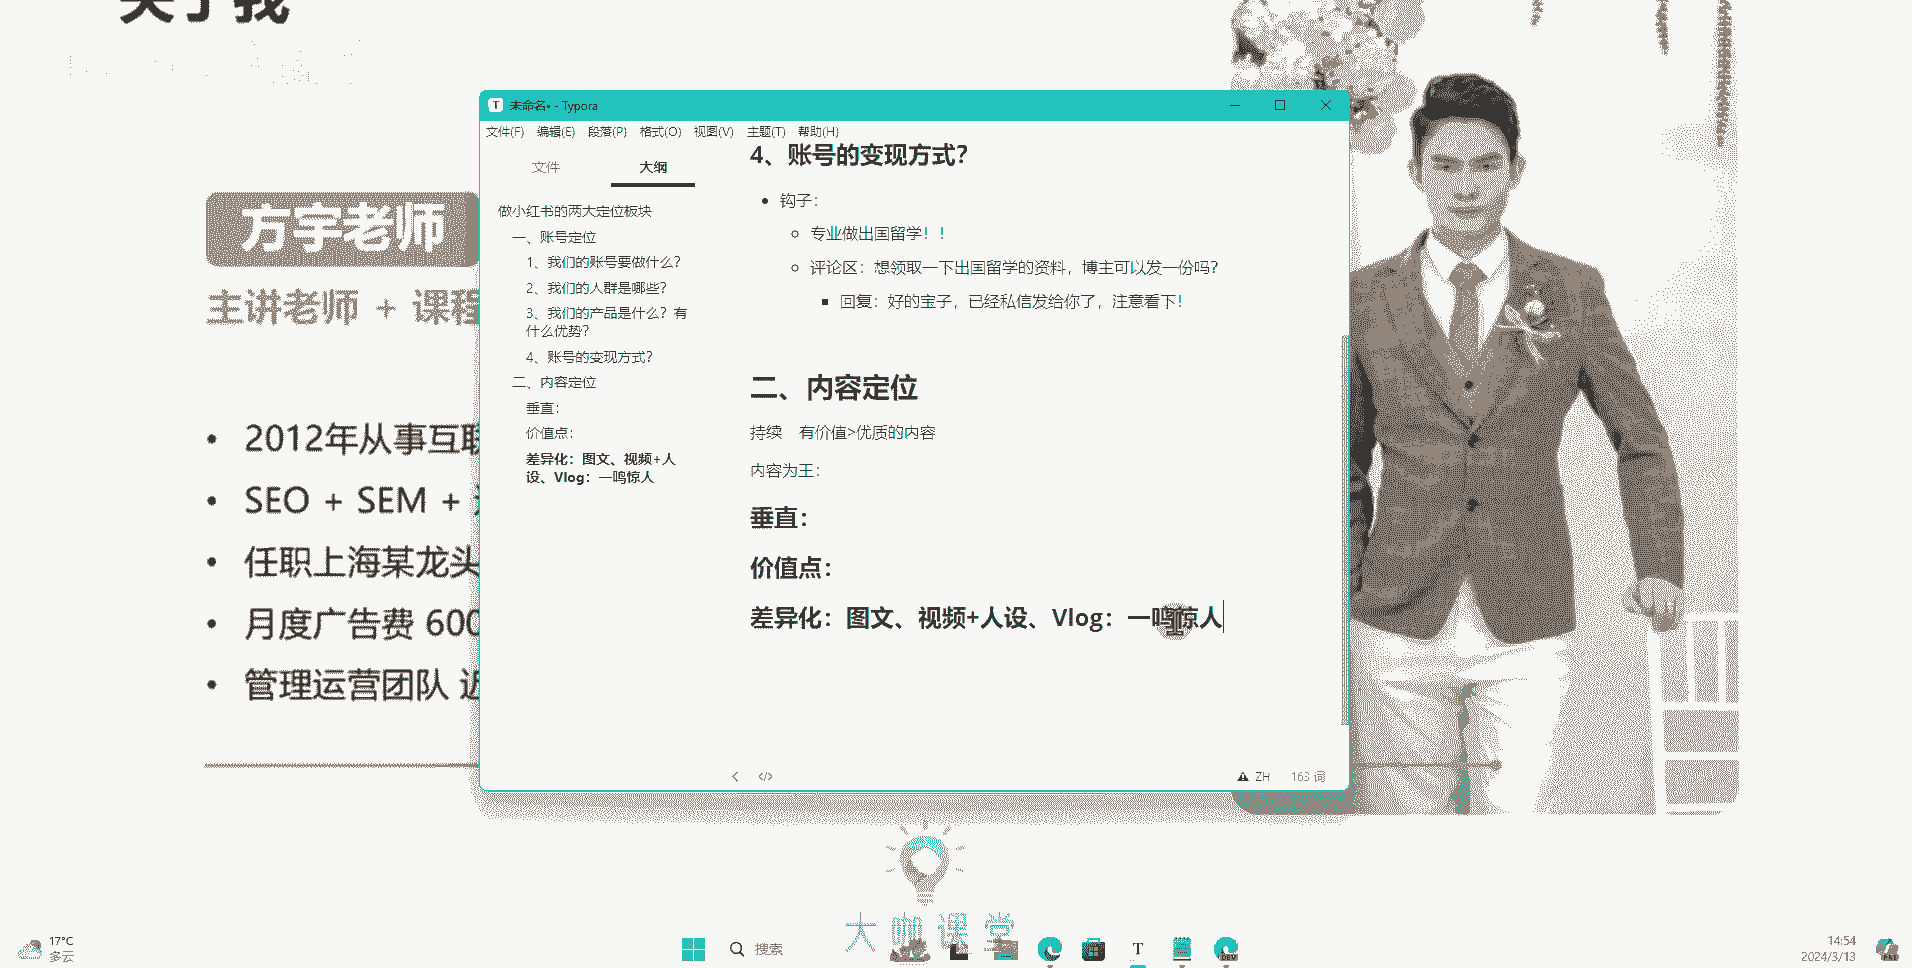 关于我
方宇老师
主讲老师 + 课程
2012年从事互联
SEO + SEM +
任职上海某龙头
月度广告费 600
管理运营团队 近
未命名• - Typora
文件(F) 编辑(E) 段落(P) 格式(O) 视图(V) 主题(T) 帮助(H)
文件 大纲
做小红书的两大定位板块
一、账号定位
1、我们的账号要做什么？
2、我们的人群是哪些？
3、我们的产品是什么？有
什么优势？
4、账号的变现方式？
二、内容定位
垂直：
价值点：
差异化：图文、视频+人
设、Vlog：一鸣惊人
4、账号的变现方式？
钩子：
专业做出国留学！！
评论区：想领取一下出国留学的资料，博主可以发一份吗？
回复：好的宝子，已经私信发给你了，注意看下！
二、内容定位
持续 有价值>优质的内容
内容为王：
垂直：
价值点：
差异化：图文、视频+人设、Vlog：一鸣惊人
ZH 163 词
大咖课堂
17°C
多云
搜索
T
DEV
14:54
2024/3/13
PRE